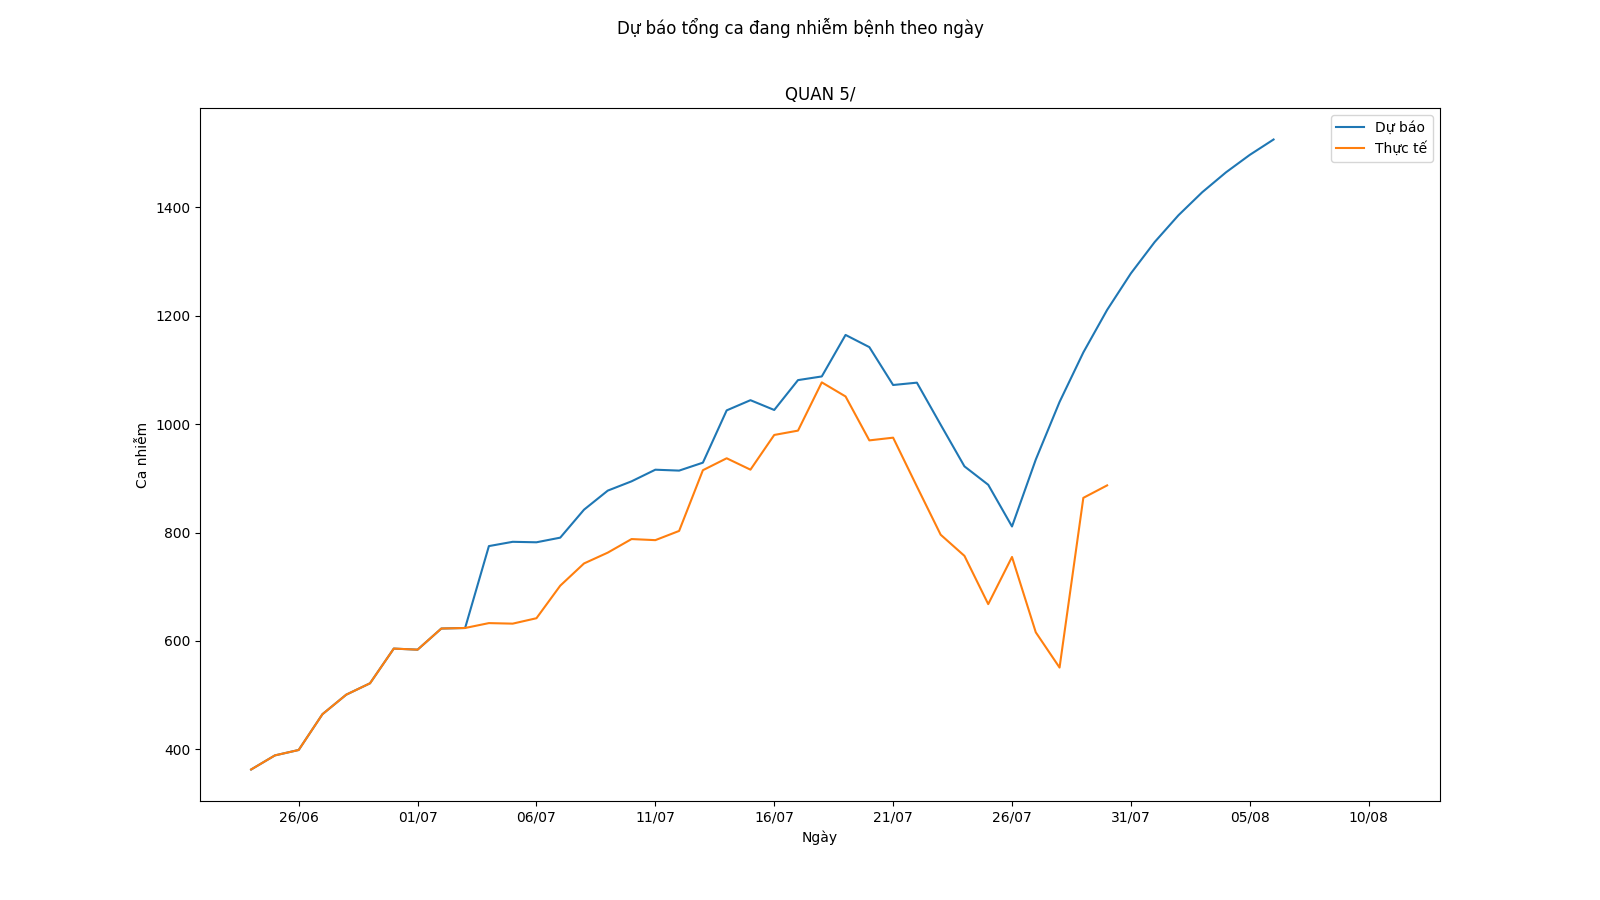 Dự báo tổng ca đang nhiễm bệnh theo ngày
QUAN 5/
Dự báo
Thực tế
1400
1200
1000
800
600
400
Ca nhiễm
26/06 01/07 06/07 11/07 16/07 21/07 26/07 31/07 05/08 10/08
Ngày